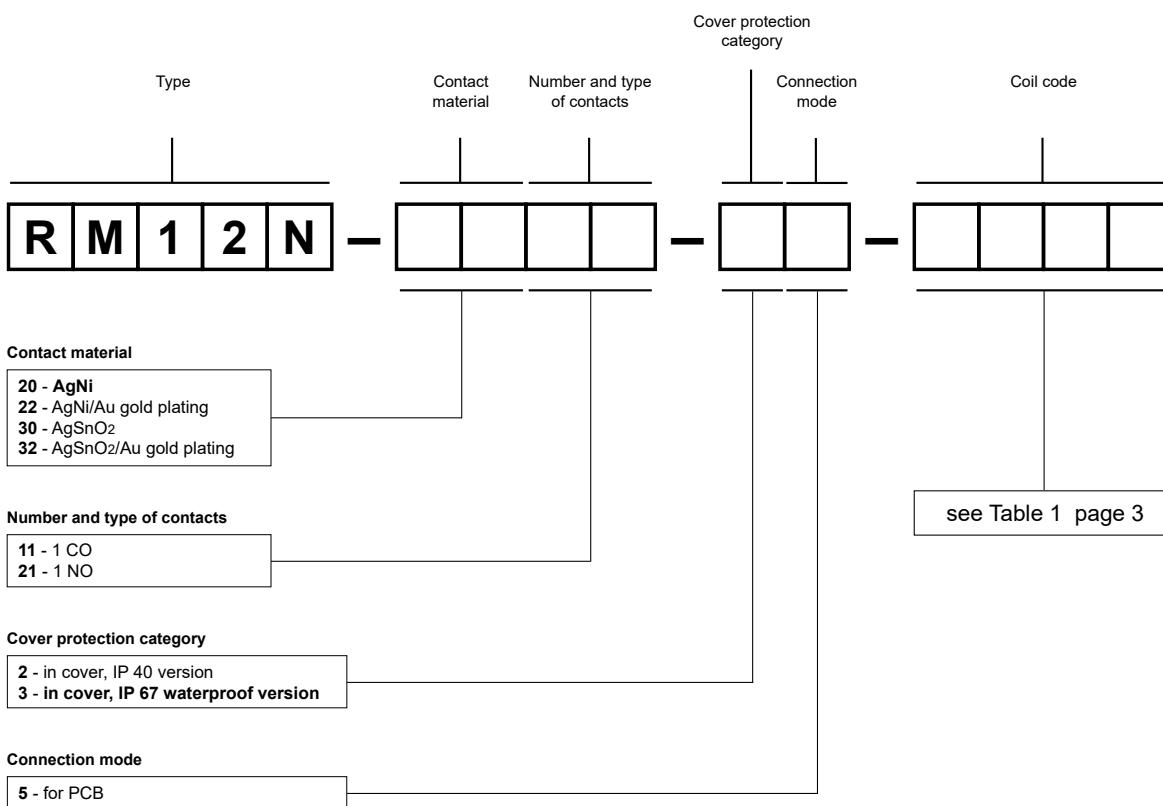 Cover protection
category
Type
Contact
material
Number and type
of contacts
Connection
mode
Coil code
R M 1 2 N – – –
Contact material
20 - AgNi
22 - AgNi/Au gold plating
30 - AgSnO2
32 - AgSnO2/Au gold plating
see Table 1 page 3
Number and type of contacts
11 - 1 CO
21 - 1 NO
Cover protection category
2 - in cover, IP 40 version
3 - in cover, IP 67 waterproof version
Connection mode
5 - for PCB